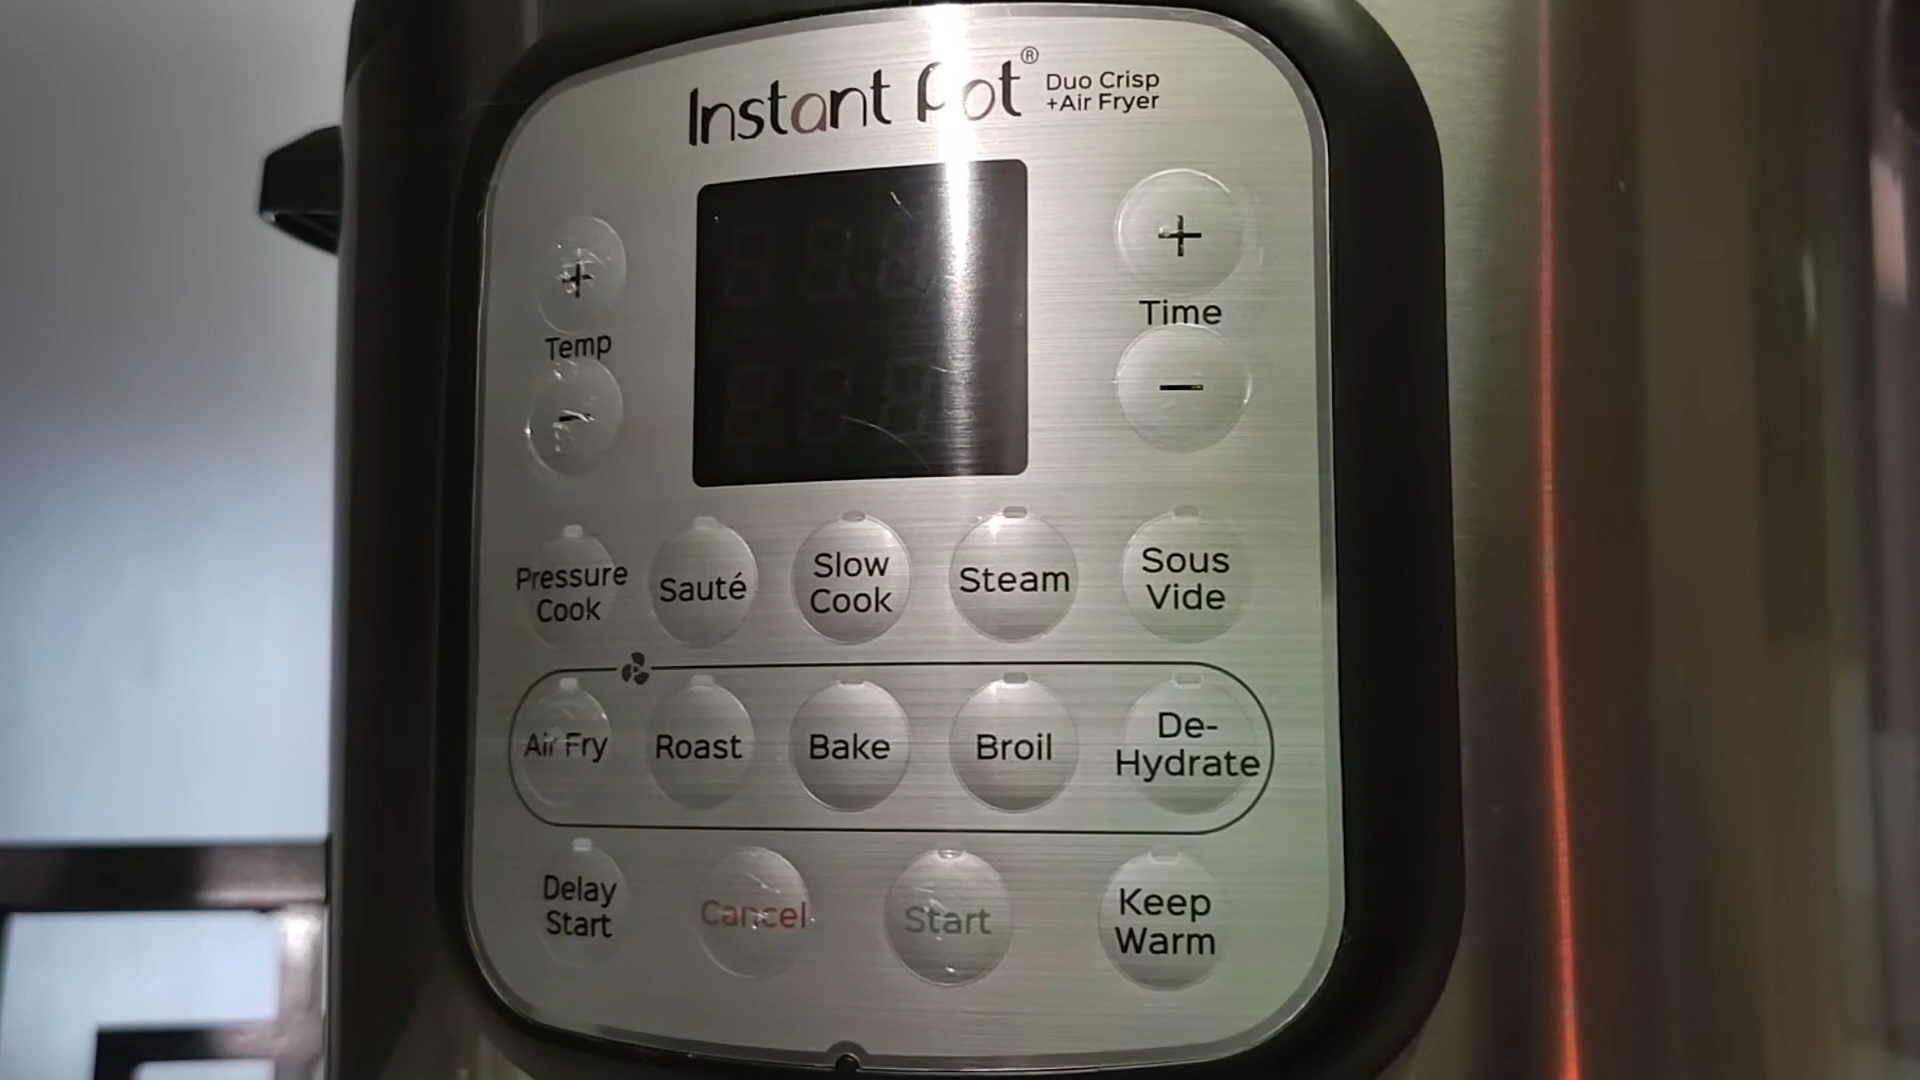 Instant Pot®
Duo Crisp
+Air Fryer
+
+
Temp
Time
-
-
Pressure
Cook
Sauté
Slow
Cook
Steam
Sous
Vide
Air Fry
Roast
Bake
Broil
De-
Hydrate
Delay
Start
Cancel
Start
Keep
Warm